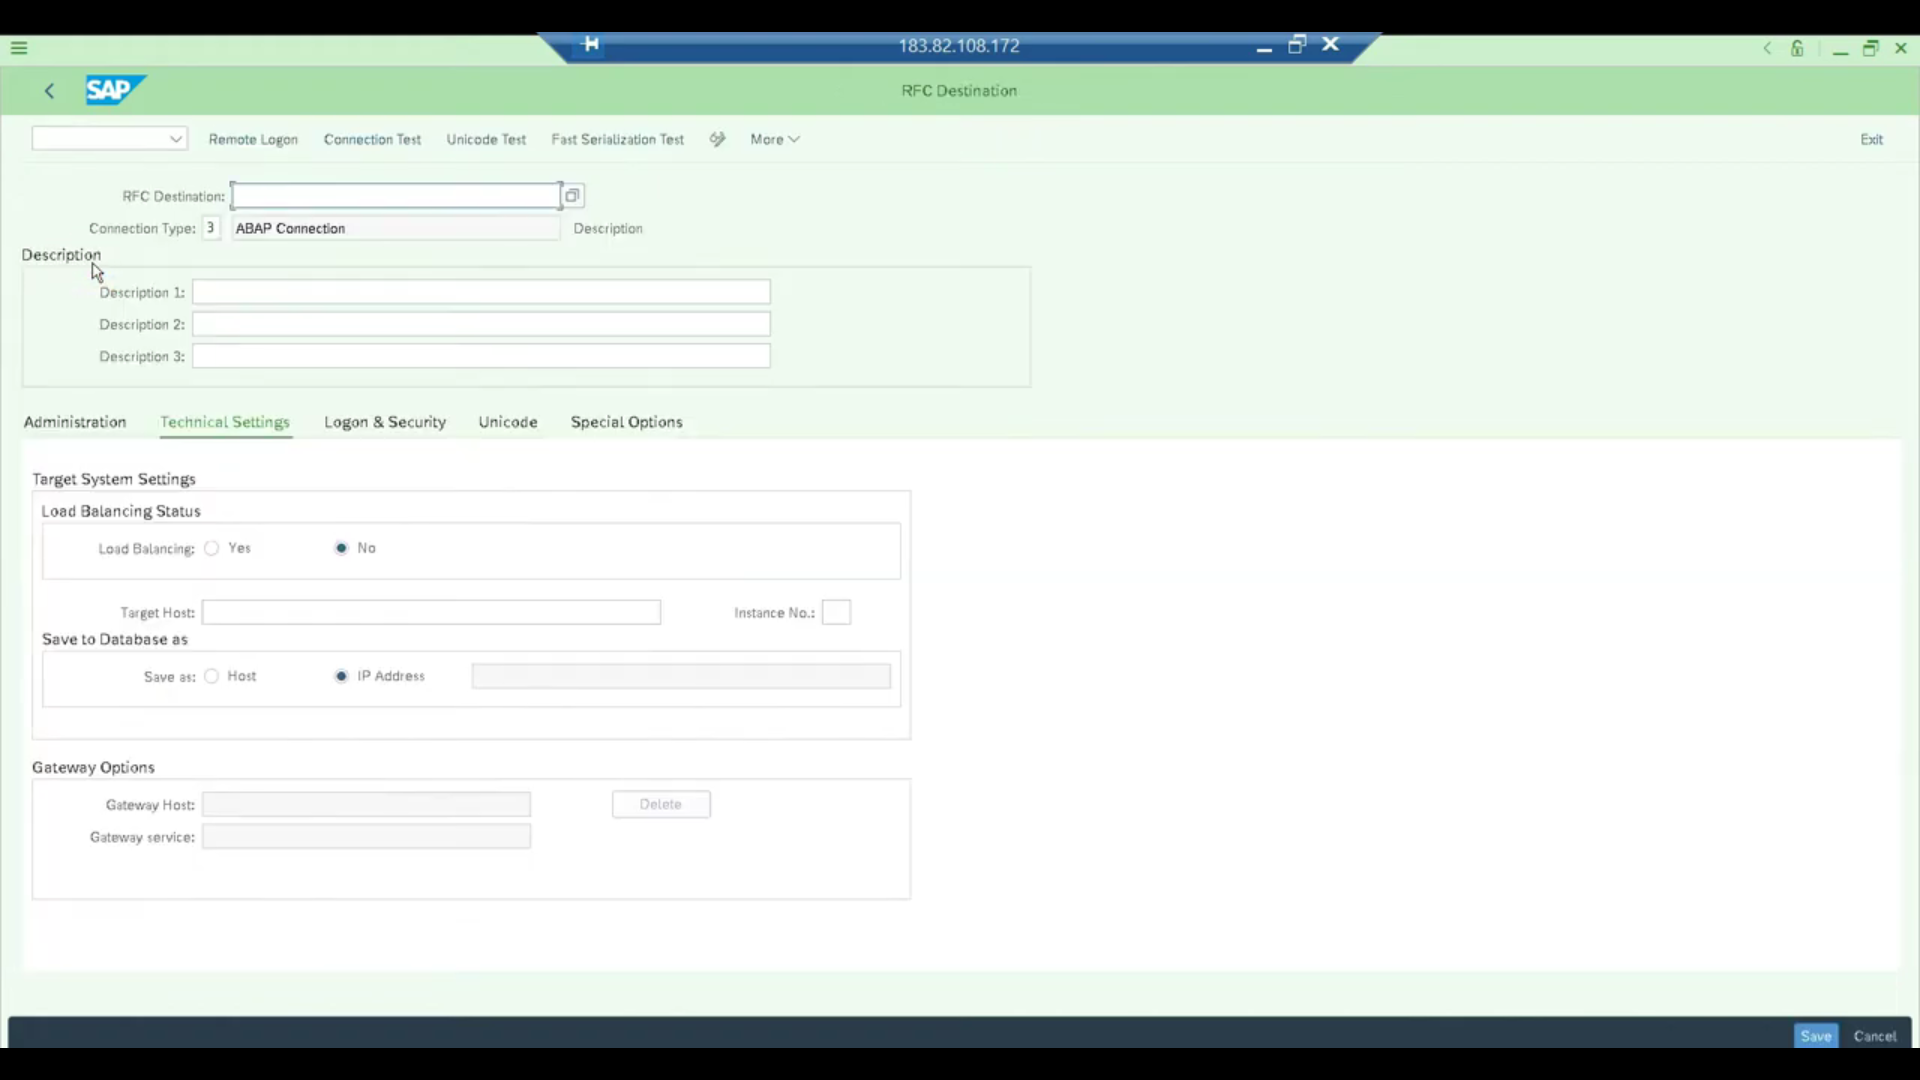 183.82.108.172
SAP
RFC Destination
Remote Logon Connection Test Unicode Test Fast Serialization Test More Exit
RFC Destination:
Connection Type: 3 ABAP Connection Description
Description
Description 1:
Description 2:
Description 3:
Administration Technical Settings Logon & Security Unicode Special Options
Target System Settings
Load Balancing Status
Load Balancing: Yes No
Target Host: Instance No.:
Save to Database as
Save as: Host IP Address
Gateway Options
Gateway Host: Delete
Gateway service:
Save Cancel